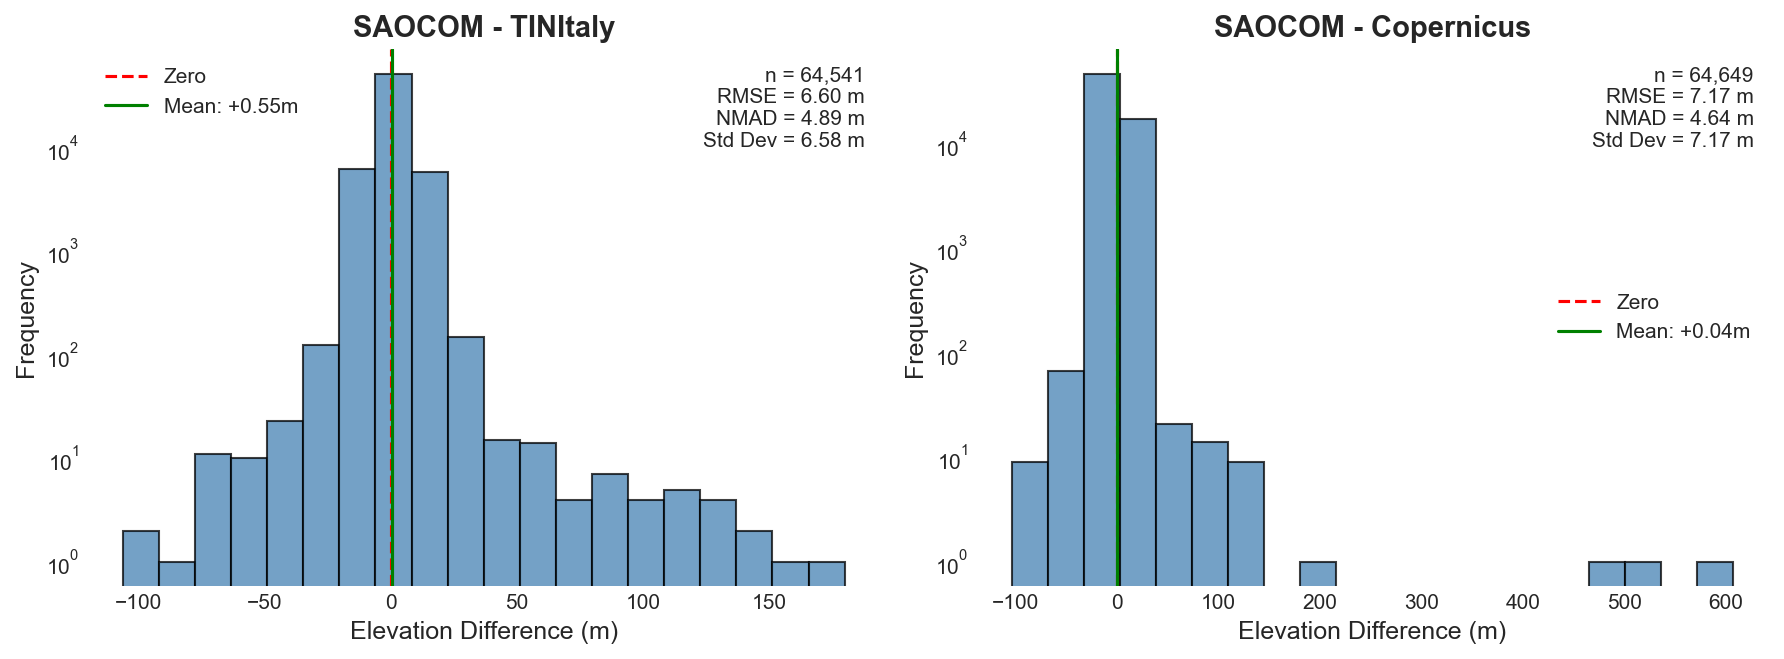 SAOCOM - TINItaly
Zero
Mean: +0.55m
n = 64,541
RMSE = 6.60 m
NMAD = 4.89 m
Std Dev = 6.58 m
Frequency
10^4
10^3
10^2
10^1
10^0
−100 −50 0 50 100 150
Elevation Difference (m)
SAOCOM - Copernicus
n = 64,649
RMSE = 7.17 m
NMAD = 4.64 m
Std Dev = 7.17 m
Zero
Mean: +0.04m
Frequency
10^4
10^3
10^2
10^1
10^0
−100 0 100 200 300 400 500 600
Elevation Difference (m)